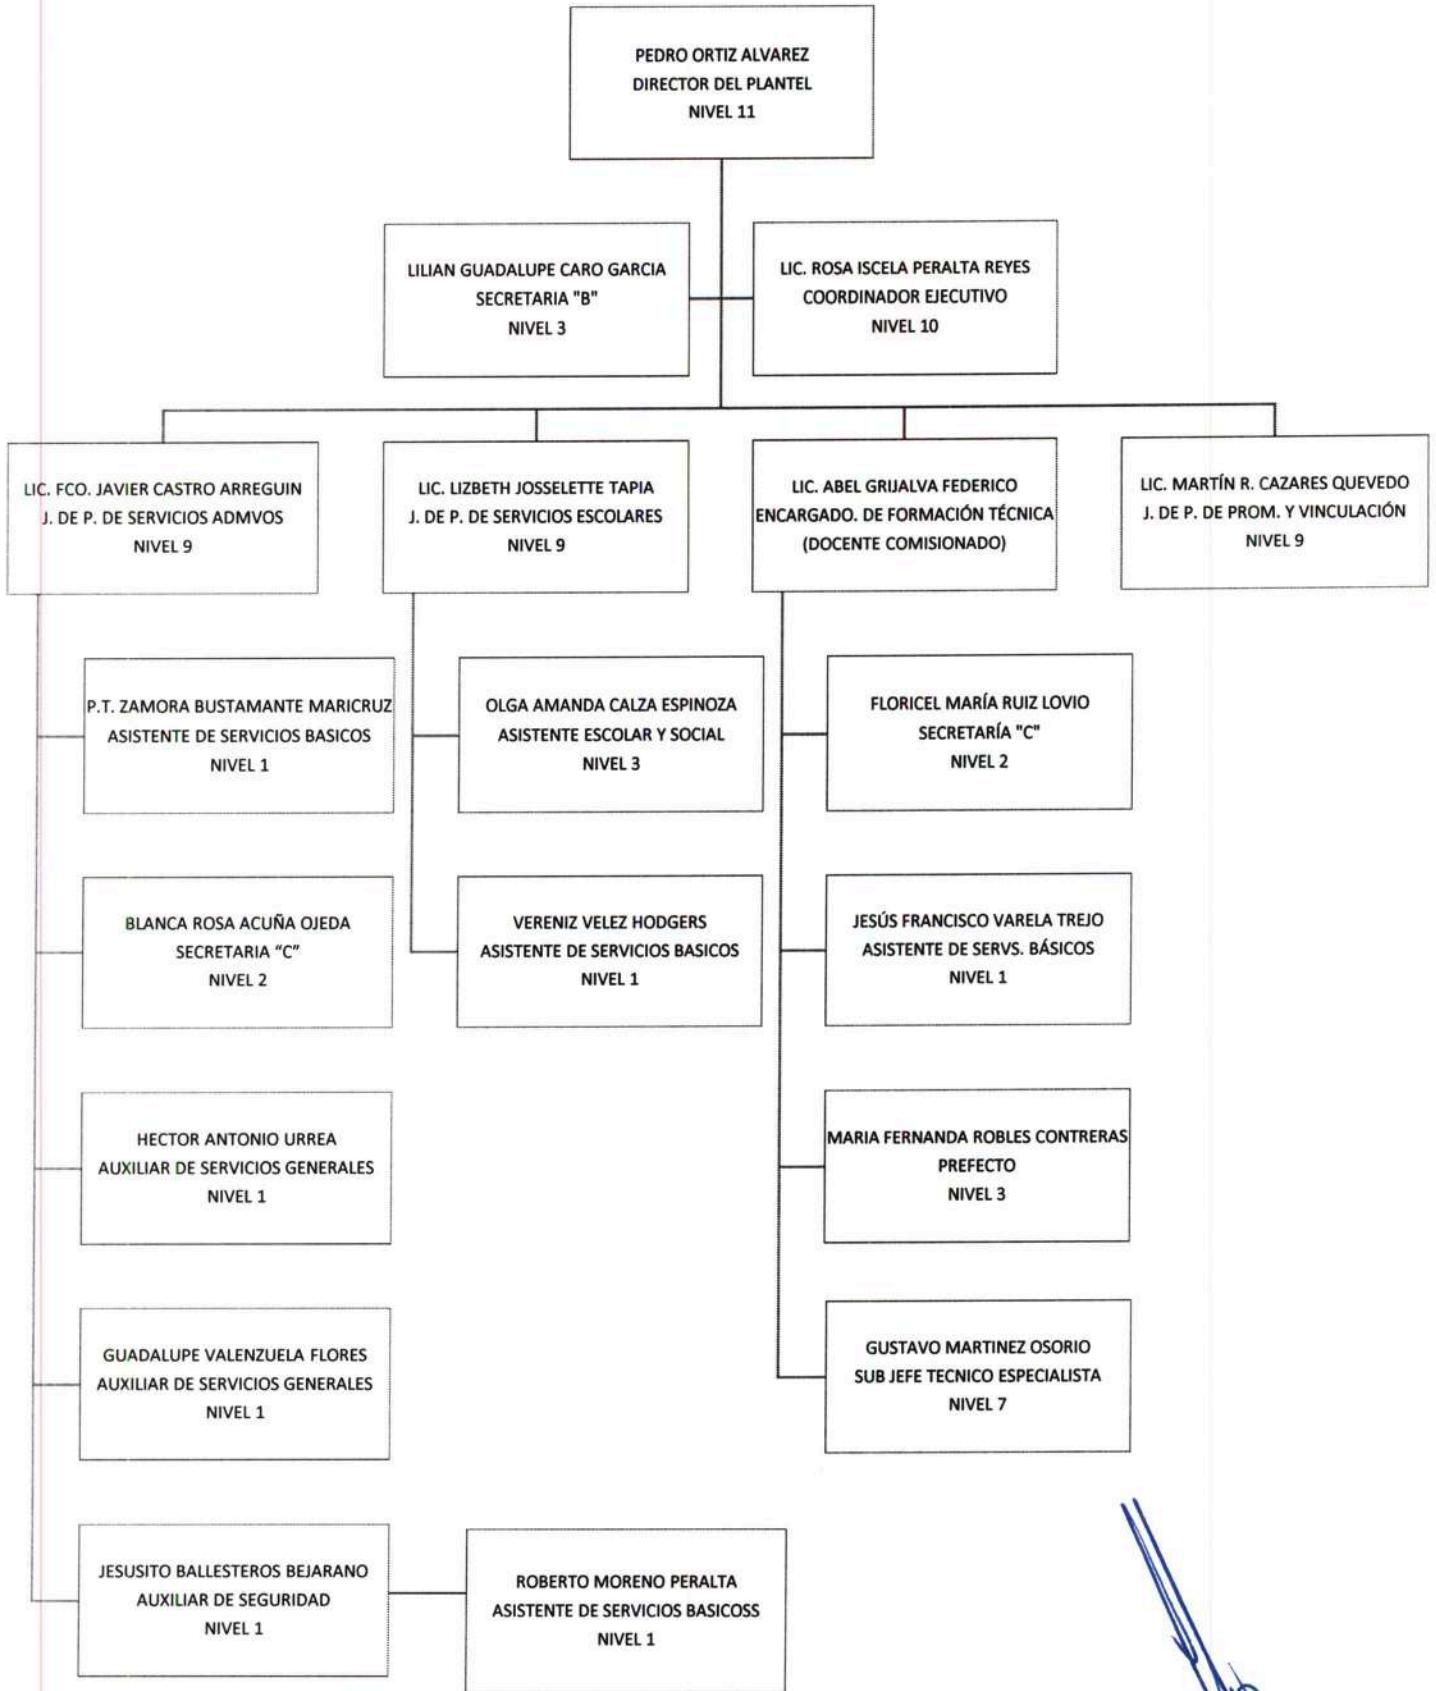 PEDRO ORTIZ ALVAREZ
DIRECTOR DEL PLANTEL
NIVEL 11
LILIAN GUADALUPE CARO GARCIA
SECRETARIA "B"
NIVEL 3
LIC. ROSA ISCELA PERALTA REYES
COORDINADOR EJECUTIVO
NIVEL 10
LIC. FCO. JAVIER CASTRO ARREGUIN
J. DE P. DE SERVICIOS ADMVOS
NIVEL 9
LIC. LIZBETH JOSSELETTE TAPIA
J. DE P. DE SERVICIOS ESCOLARES
NIVEL 9
LIC. ABEL GRIJALVA FEDERICO
ENCARGADO. DE FORMACIÓN TÉCNICA
(DOCENTE COMISIONADO)
LIC. MARTÍN R. CAZARES QUEVEDO
J. DE P. DE PROM. Y VINCULACIÓN
NIVEL 9
P.T. ZAMORA BUSTAMANTE MARICRUZ
ASISTENTE DE SERVICIOS BASICOS
NIVEL 1
OLGA AMANDA CALZA ESPINOZA
ASISTENTE ESCOLAR Y SOCIAL
NIVEL 3
FLORICEL MARÍA RUIZ LOVIO
SECRETARÍA "C"
NIVEL 2
BLANCA ROSA ACUÑA OJEDA
SECRETARIA “C”
NIVEL 2
VERENIZ VELEZ HODGERS
ASISTENTE DE SERVICIOS BASICOS
NIVEL 1
JESÚS FRANCISCO VARELA TREJO
ASISTENTE DE SERVS. BÁSICOS
NIVEL 1
HECTOR ANTONIO URREA
AUXILIAR DE SERVICIOS GENERALES
NIVEL 1
MARIA FERNANDA ROBLES CONTRERAS
PREFECTO
NIVEL 3
GUADALUPE VALENZUELA FLORES
AUXILIAR DE SERVICIOS GENERALES
NIVEL 1
GUSTAVO MARTINEZ OSORIO
SUB JEFE TECNICO ESPECIALISTA
NIVEL 7
JESUSITO BALLESTEROS BEJARANO
AUXILIAR DE SEGURIDAD
NIVEL 1
ROBERTO MORENO PERALTA
ASISTENTE DE SERVICIOS BASICOSS
NIVEL 1